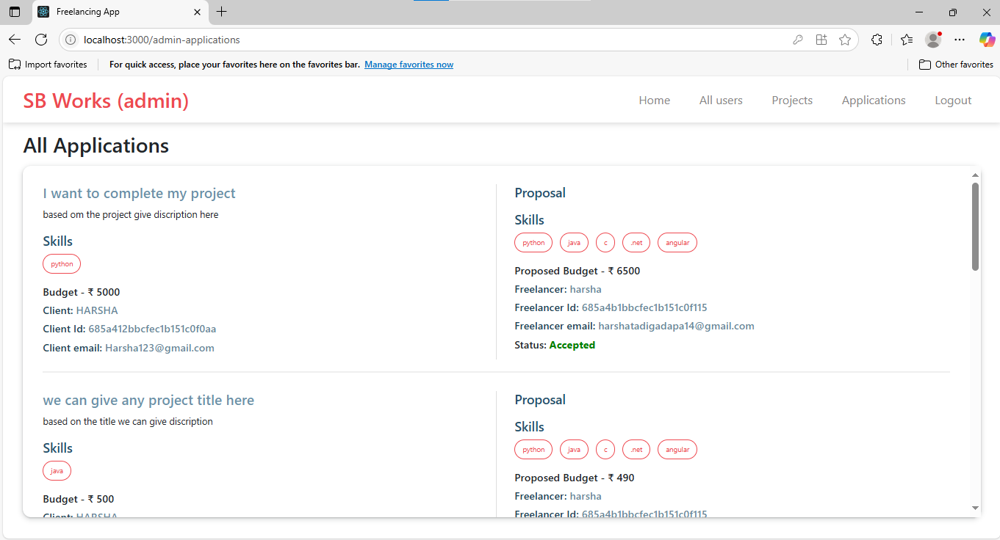 Freelancing App
localhost:3000/admin-applications
Import favorites
For quick access, place your favorites here on the favorites bar. Manage favorites now
Other favorites
SB Works (admin)
Home All users Projects Applications Logout
All Applications
I want to complete my project
based om the project give discription here
Skills
python
Budget - ₹ 5000
Client: HARSHA
Client Id: 685a412bbcfec1b151c0f0aa
Client email: Harsha123@gmail.com
Proposal
Skills
python java c .net angular
Proposed Budget - ₹ 6500
Freelancer: harsha
Freelancer Id: 685a4b1bbcfec1b151c0f115
Freelancer email: harshatadigadapa14@gmail.com
Status: Accepted
we can give any project title here
based on the title we can give discription
Skills
java
Budget - ₹ 500
Client: HARSHA
Proposal
Skills
python java c .net angular
Proposed Budget - ₹ 490
Freelancer: harsha
Freelancer Id: 685a4b1bbcfec1b151c0f115